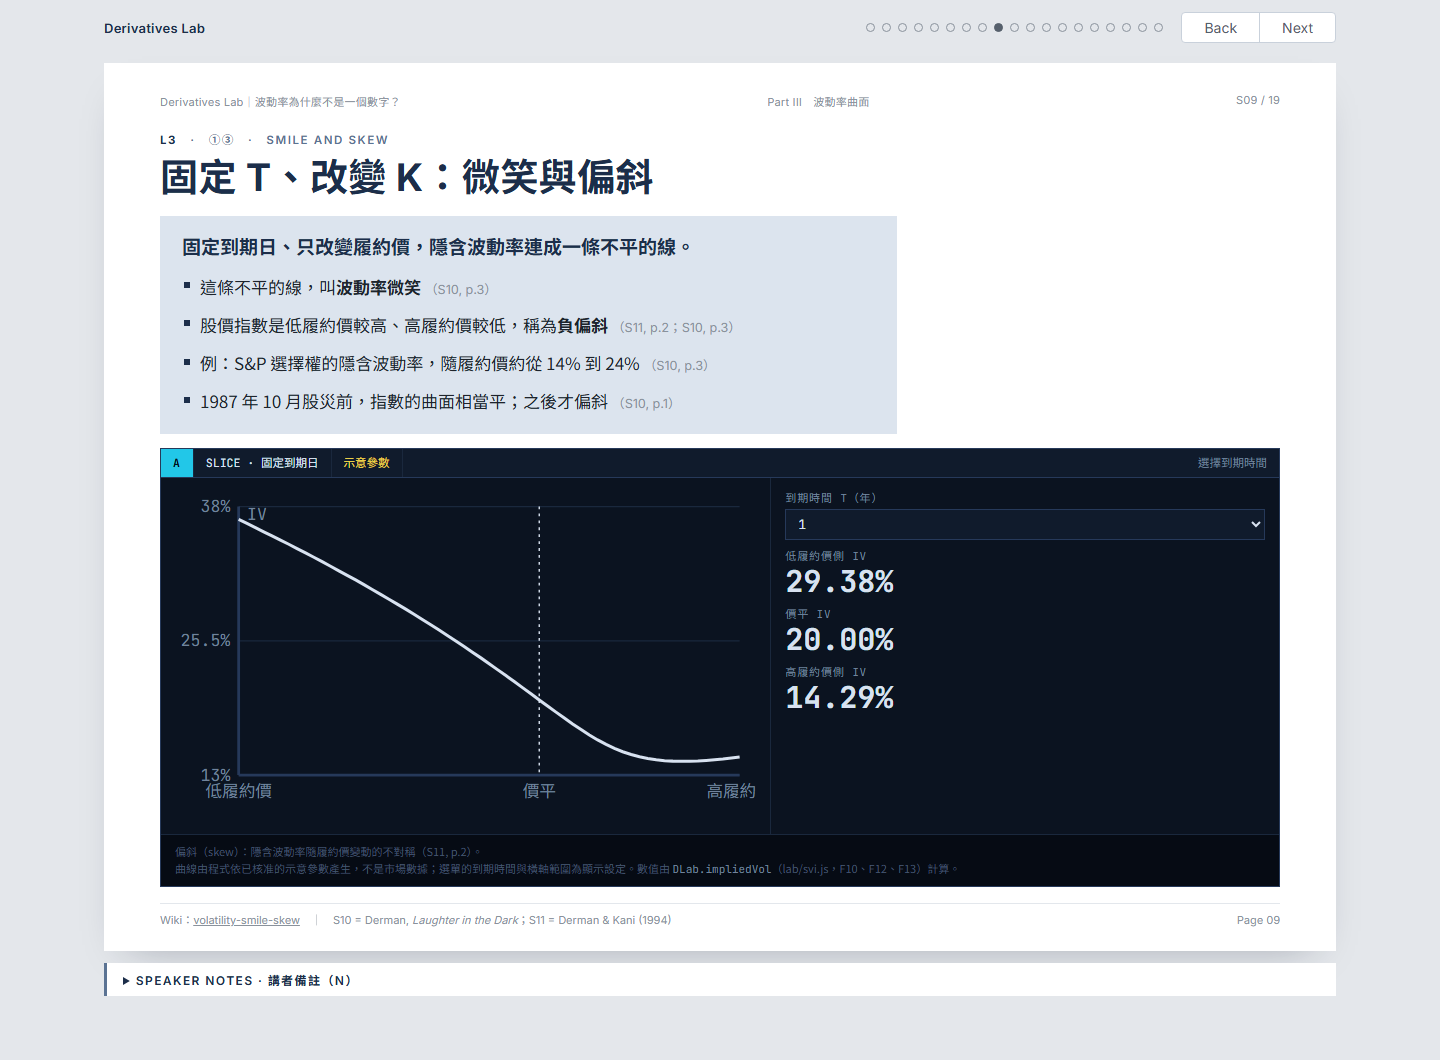 Derivatives Lab
Back
Next
Derivatives Lab | 波動率為什麼不是一個數字？
Part III 波動率曲面
S09 / 19
L3 · ①③ · SMILE AND SKEW
固定 T、改變 K：微笑與偏斜
固定到期日、只改變履約價，隱含波動率連成一條不平的線。
這條不平的線，叫波動率微笑（S10, p.3）
股價指數是低履約價較高、高履約價較低，稱為負偏斜（S11, p.2；S10, p.3）
例：S&P 選擇權的隱含波動率，隨履約價約從 14% 到 24%（S10, p.3）
1987 年 10 月股災前，指數的曲面相當平；之後才偏斜（S10, p.1）
A
SLICE · 固定到期日
示意參數
選擇到期時間
38%
IV
25.5%
13%
低履約價
價平
高履約
到期時間 T（年）
1
低履約價側 IV
29.38%
價平 IV
20.00%
高履約價側 IV
14.29%
偏斜（skew）：隱含波動率隨履約價變動的不對稱（S11, p.2）。
曲線由程式依已核准的示意參數產生，不是市場數據；選單的到期時間與橫軸範圍為顯示設定。數值由 DLab.impliedVol（lab/svi.js，F10、F12、F13）計算。
Wiki：volatility-smile-skew | S10 = Derman, Laughter in the Dark；S11 = Derman & Kani (1994)
Page 09
SPEAKER NOTES · 講者備註（N）